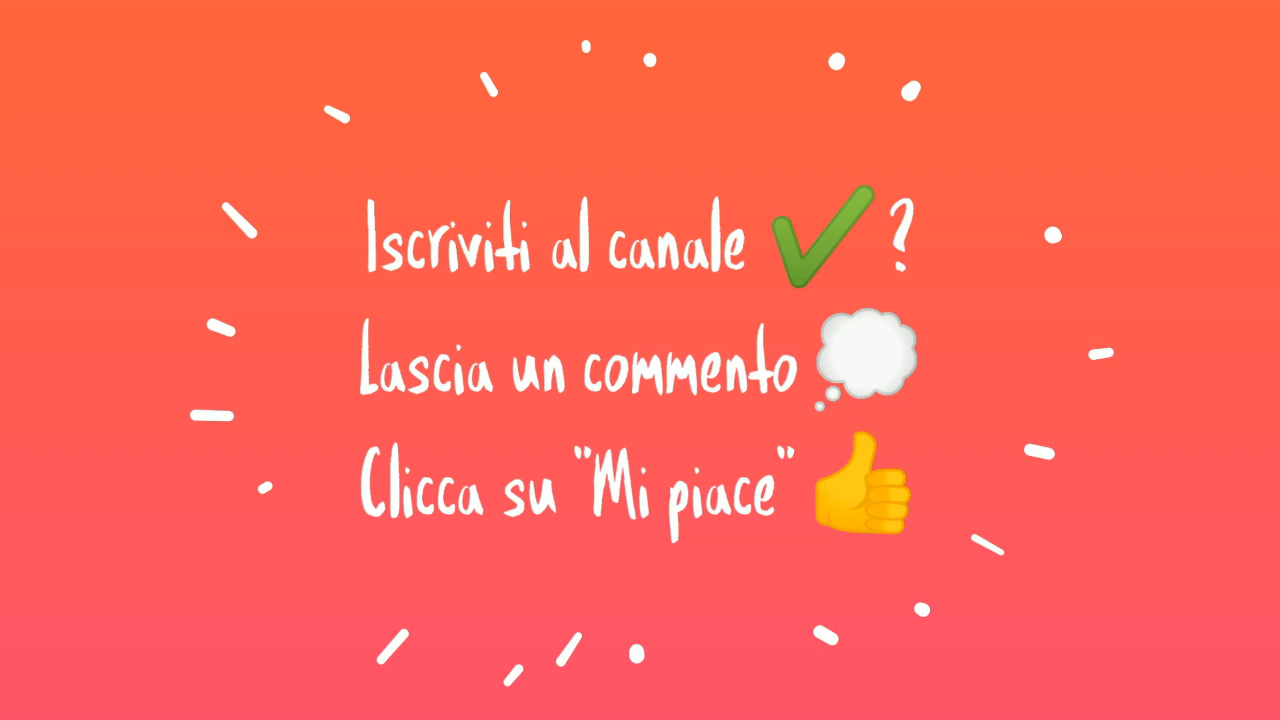 Iscriviti al canale ✔?
Lascia un commento 💭
Clicca su "Mi piace" 👍